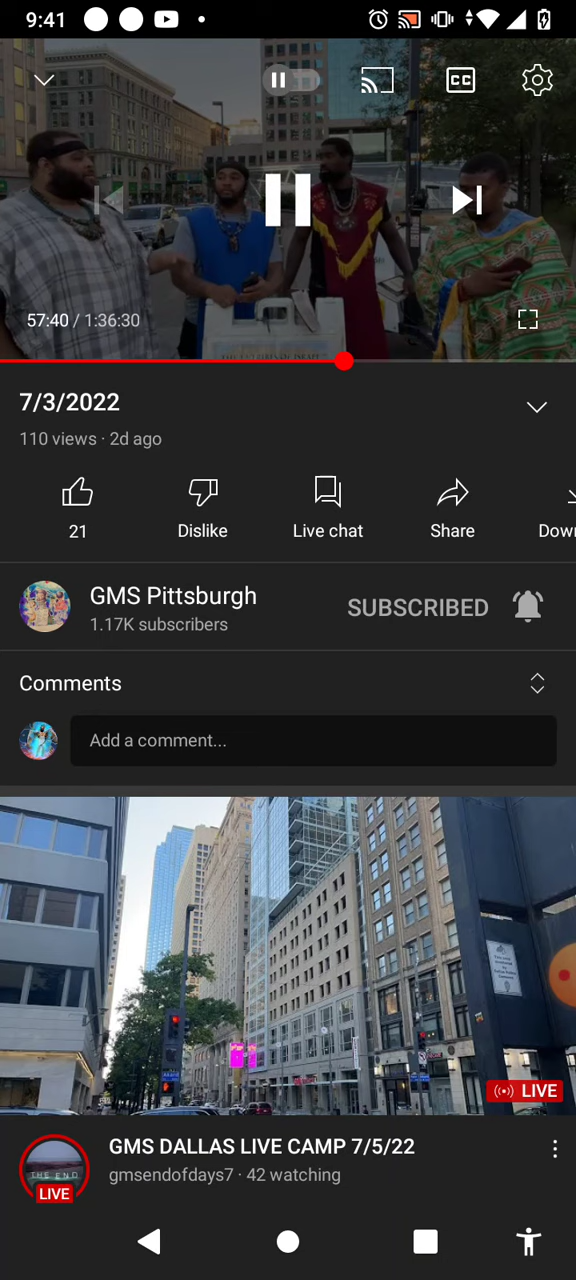 9:41
CC
57:40 / 1:36:30
7/3/2022
110 views · 2d ago
21
Dislike
Live chat
Share
Down
GMS Pittsburgh
1.17K subscribers
SUBSCRIBED
Comments
Add a comment...
LIVE
THE END
LIVE
GMS DALLAS LIVE CAMP 7/5/22
gmsendofdays7 · 42 watching